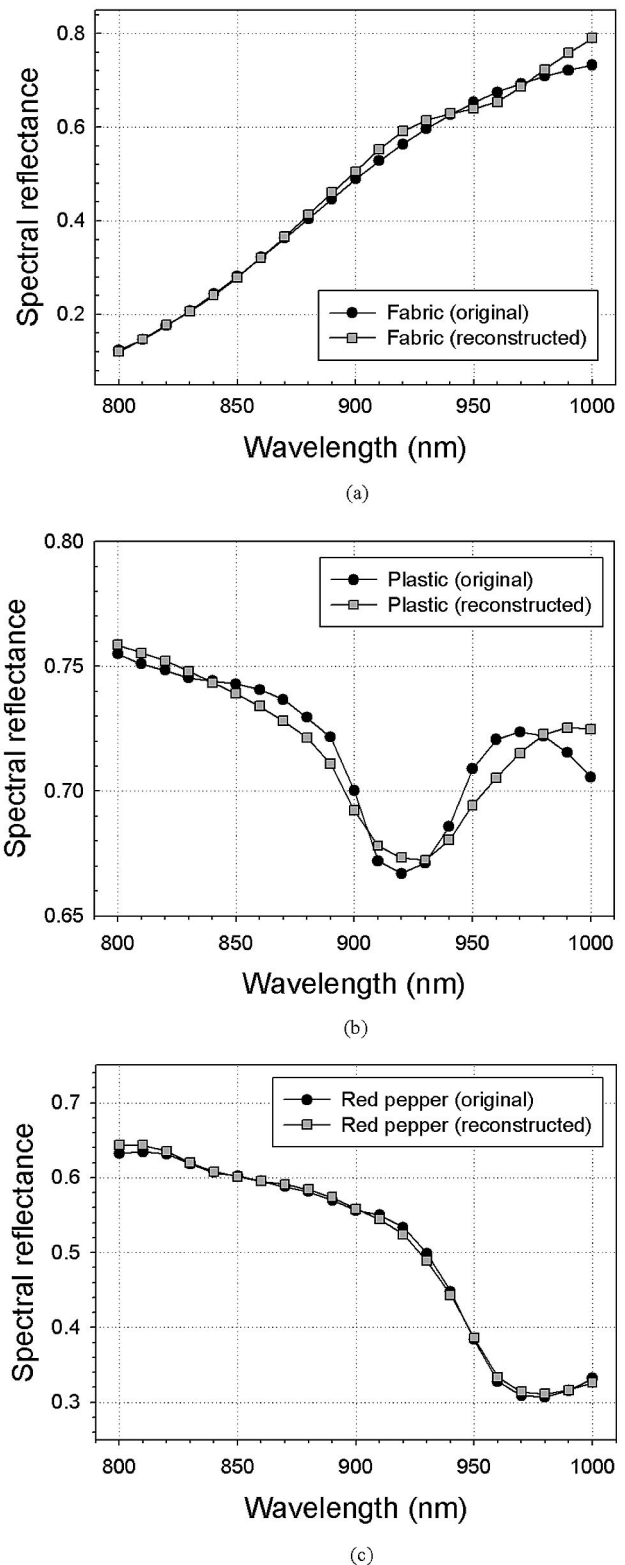 0.8
0.6
0.4
0.2
Spectral reflectance
Fabric (original)
Fabric (reconstructed)
800 850 900 950 1000
Wavelength (nm)
(a)
0.80
0.75
0.70
0.65
Spectral reflectance
Plastic (original)
Plastic (reconstructed)
800 850 900 950 1000
Wavelength (nm)
(b)
0.7
0.6
0.5
0.4
0.3
Spectral reflectance
Red pepper (original)
Red pepper (reconstructed)
800 850 900 950 1000
Wavelength (nm)
(c)